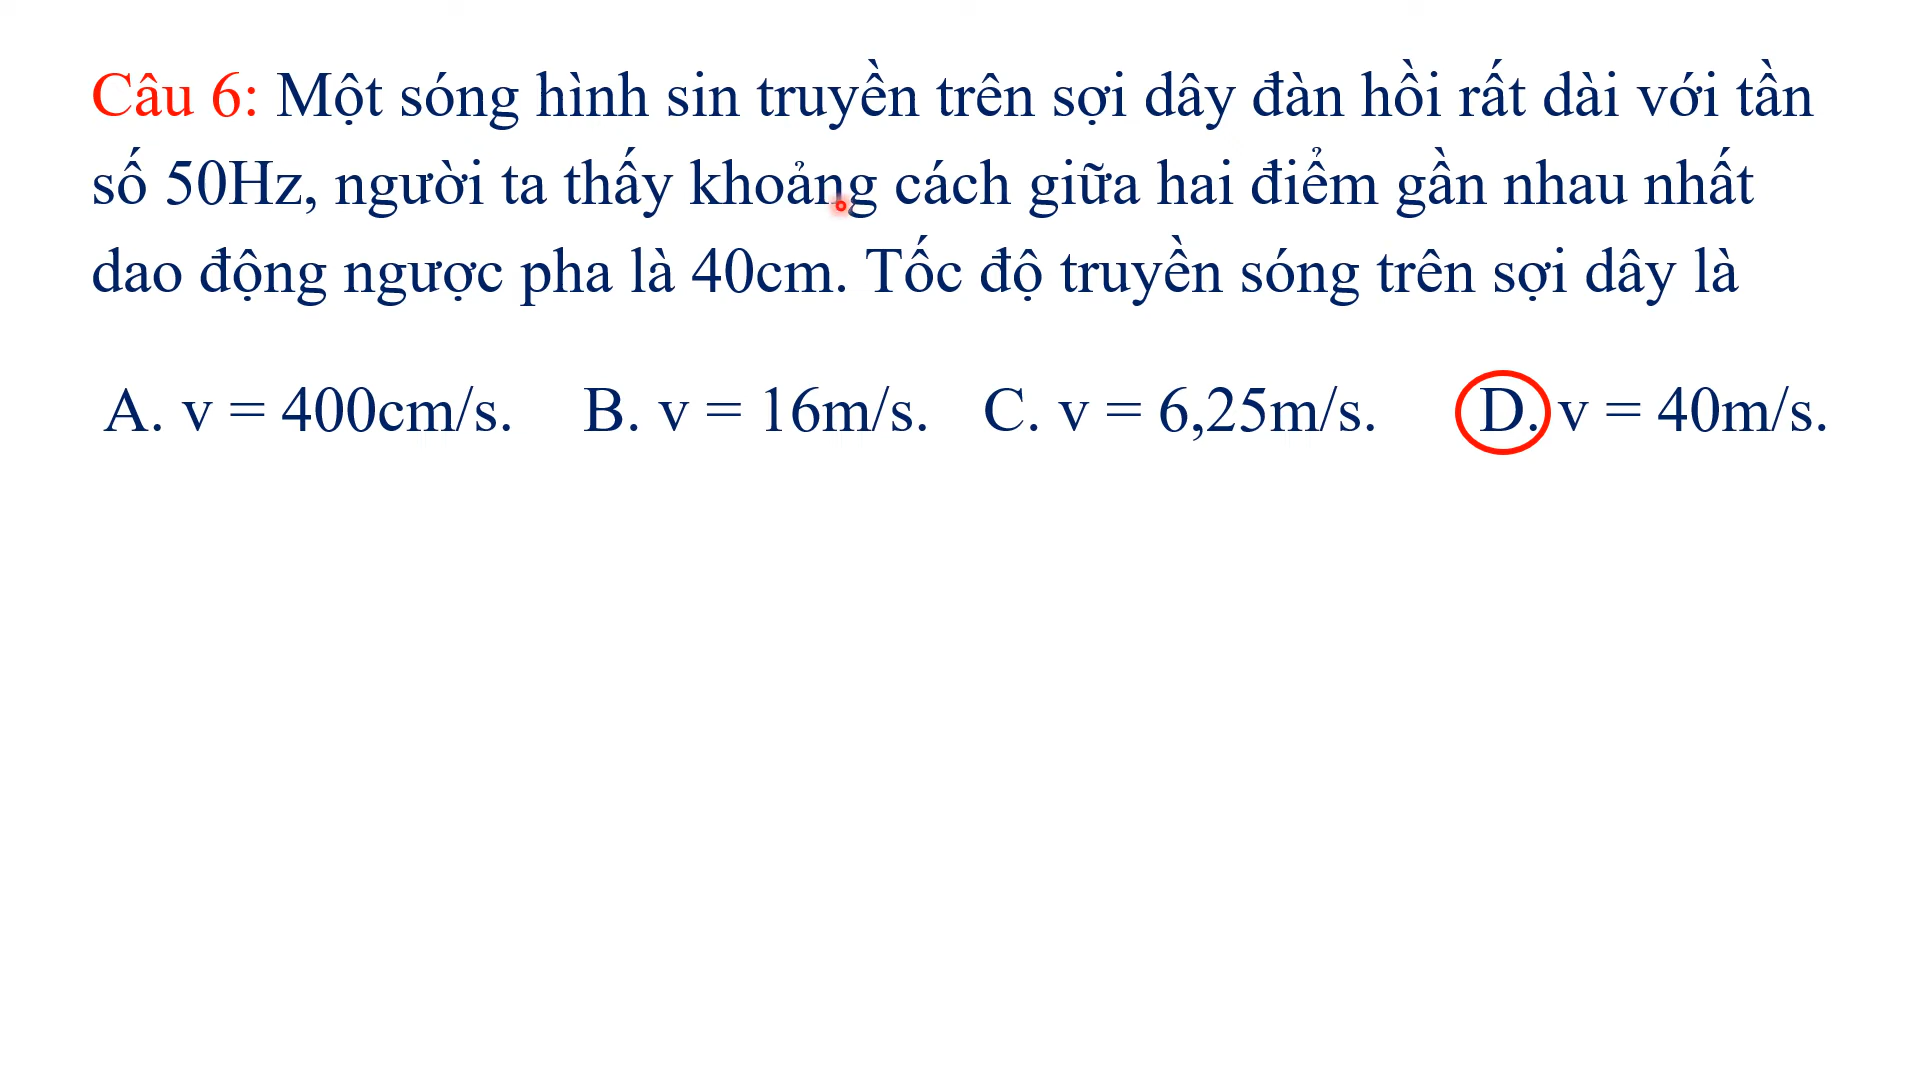 Câu 6: Một sóng hình sin truyền trên sợi dây đàn hồi rất dài với tần
số 50Hz, người ta thấy khoảng cách giữa hai điểm gần nhau nhất
dao động ngược pha là 40cm. Tốc độ truyền sóng trên sợi dây là
A. v = 400cm/s. B. v = 16m/s. C. v = 6,25m/s. D. v = 40m/s.